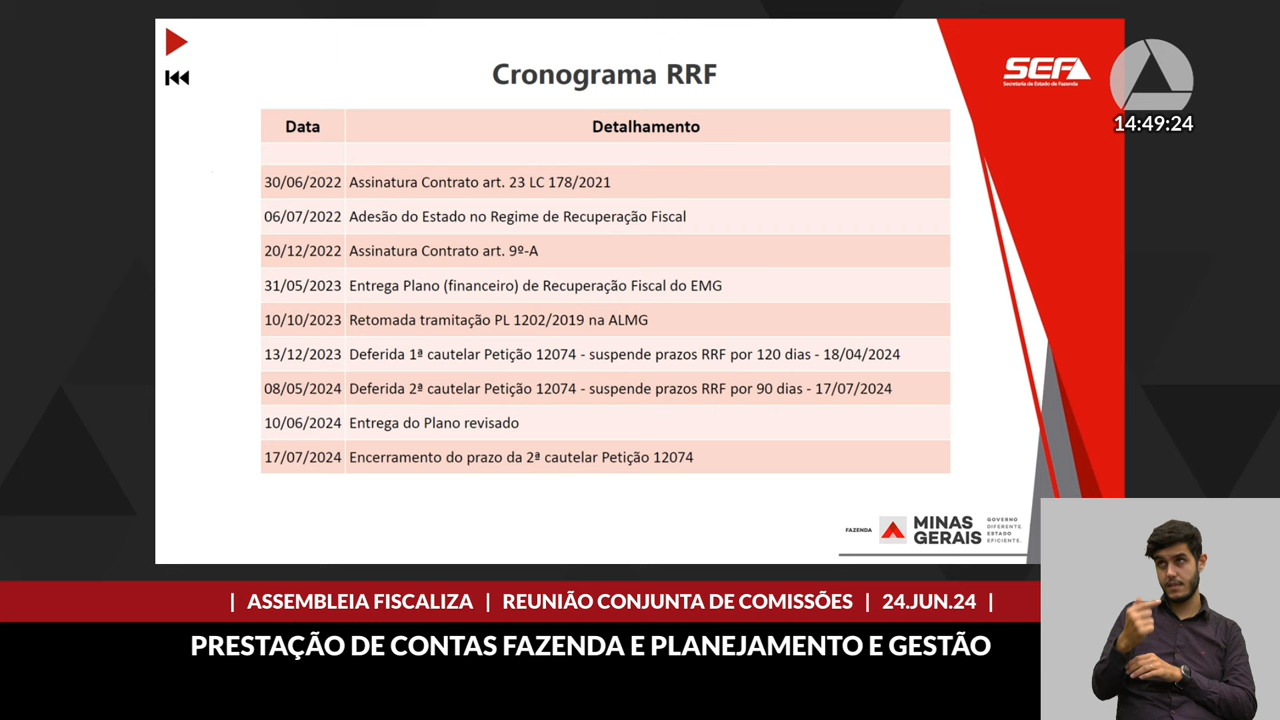 Cronograma RRF
SEF
Secretaria de Estado de Fazenda
14:49:24
Data Detalhamento
30/06/2022 Assinatura Contrato art. 23 LC 178/2021
06/07/2022 Adesão do Estado no Regime de Recuperação Fiscal
20/12/2022 Assinatura Contrato art. 9º-A
31/05/2023 Entrega Plano (financeiro) de Recuperação Fiscal do EMG
10/10/2023 Retomada tramitação PL 1202/2019 na ALMG
13/12/2023 Deferida 1ª cautelar Petição 12074 - suspende prazos RRF por 120 dias - 18/04/2024
08/05/2024 Deferida 2ª cautelar Petição 12074 - suspende prazos RRF por 90 dias - 17/07/2024
10/06/2024 Entrega do Plano revisado
17/07/2024 Encerramento do prazo da 2ª cautelar Petição 12074
FAZENDA
MINAS
GERAIS
GOVERNO
DIFERENTE.
ESTADO
EFICIENTE.
| ASSEMBLEIA FISCALIZA | REUNIÃO CONJUNTA DE COMISSÕES | 24.JUN.24 |
PRESTAÇÃO DE CONTAS FAZENDA E PLANEJAMENTO E GESTÃO